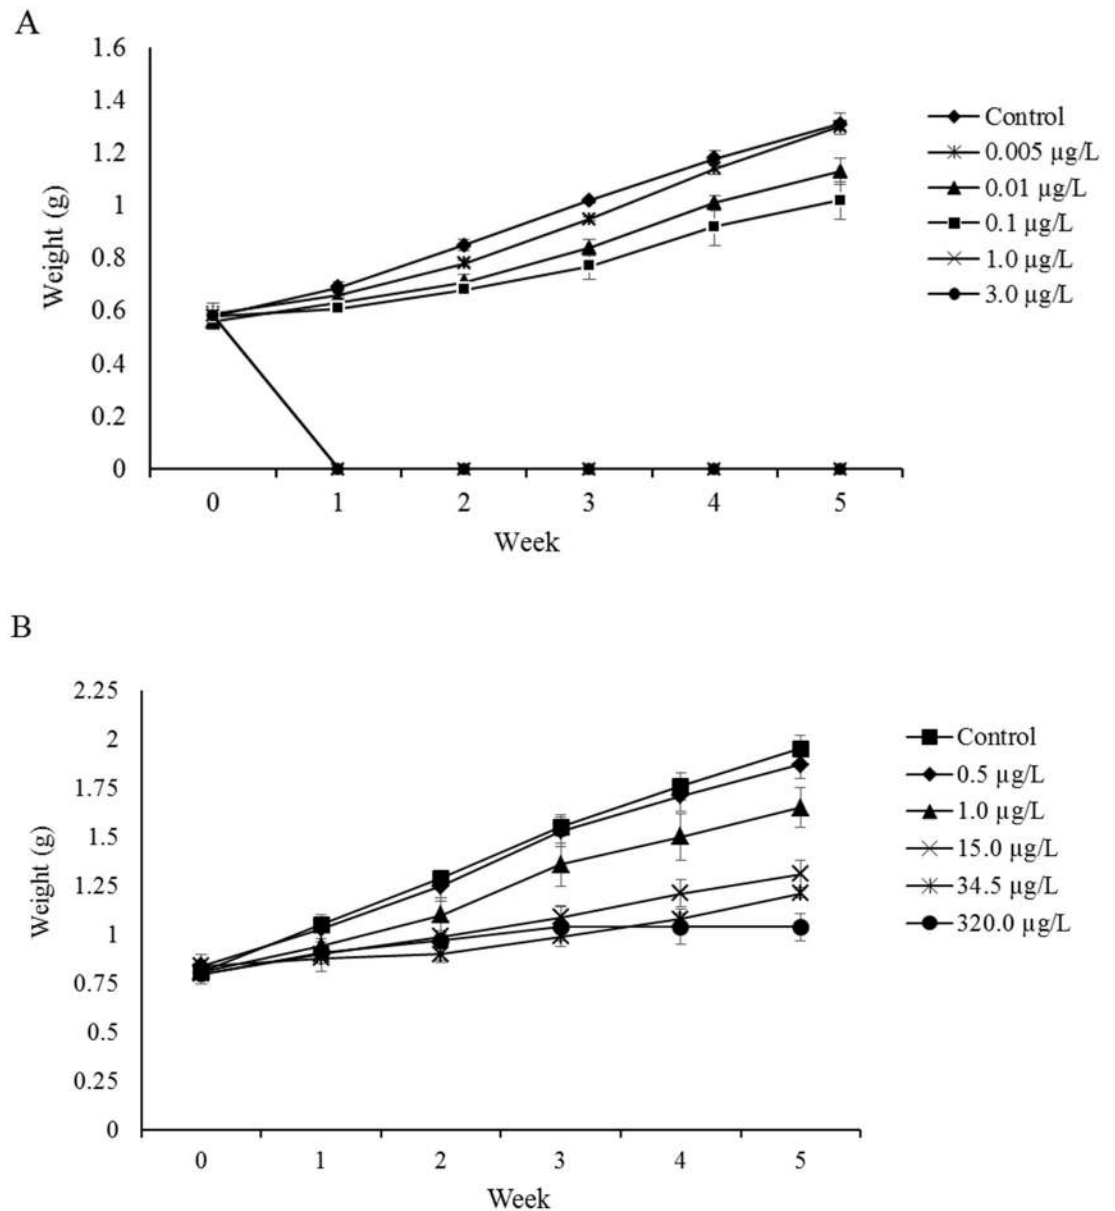 A
1.6
1.4
1.2
1
0.8
0.6
0.4
0.2
0
Weight (g)
0 1 2 3 4 5
Week
Control
0.005 µg/L
0.01 µg/L
0.1 µg/L
1.0 µg/L
3.0 µg/L
B
2.25
2
1.75
1.5
1.25
1
0.75
0.5
0.25
0
Weight (g)
0 1 2 3 4 5
Week
Control
0.5 µg/L
1.0 µg/L
15.0 µg/L
34.5 µg/L
320.0 µg/L